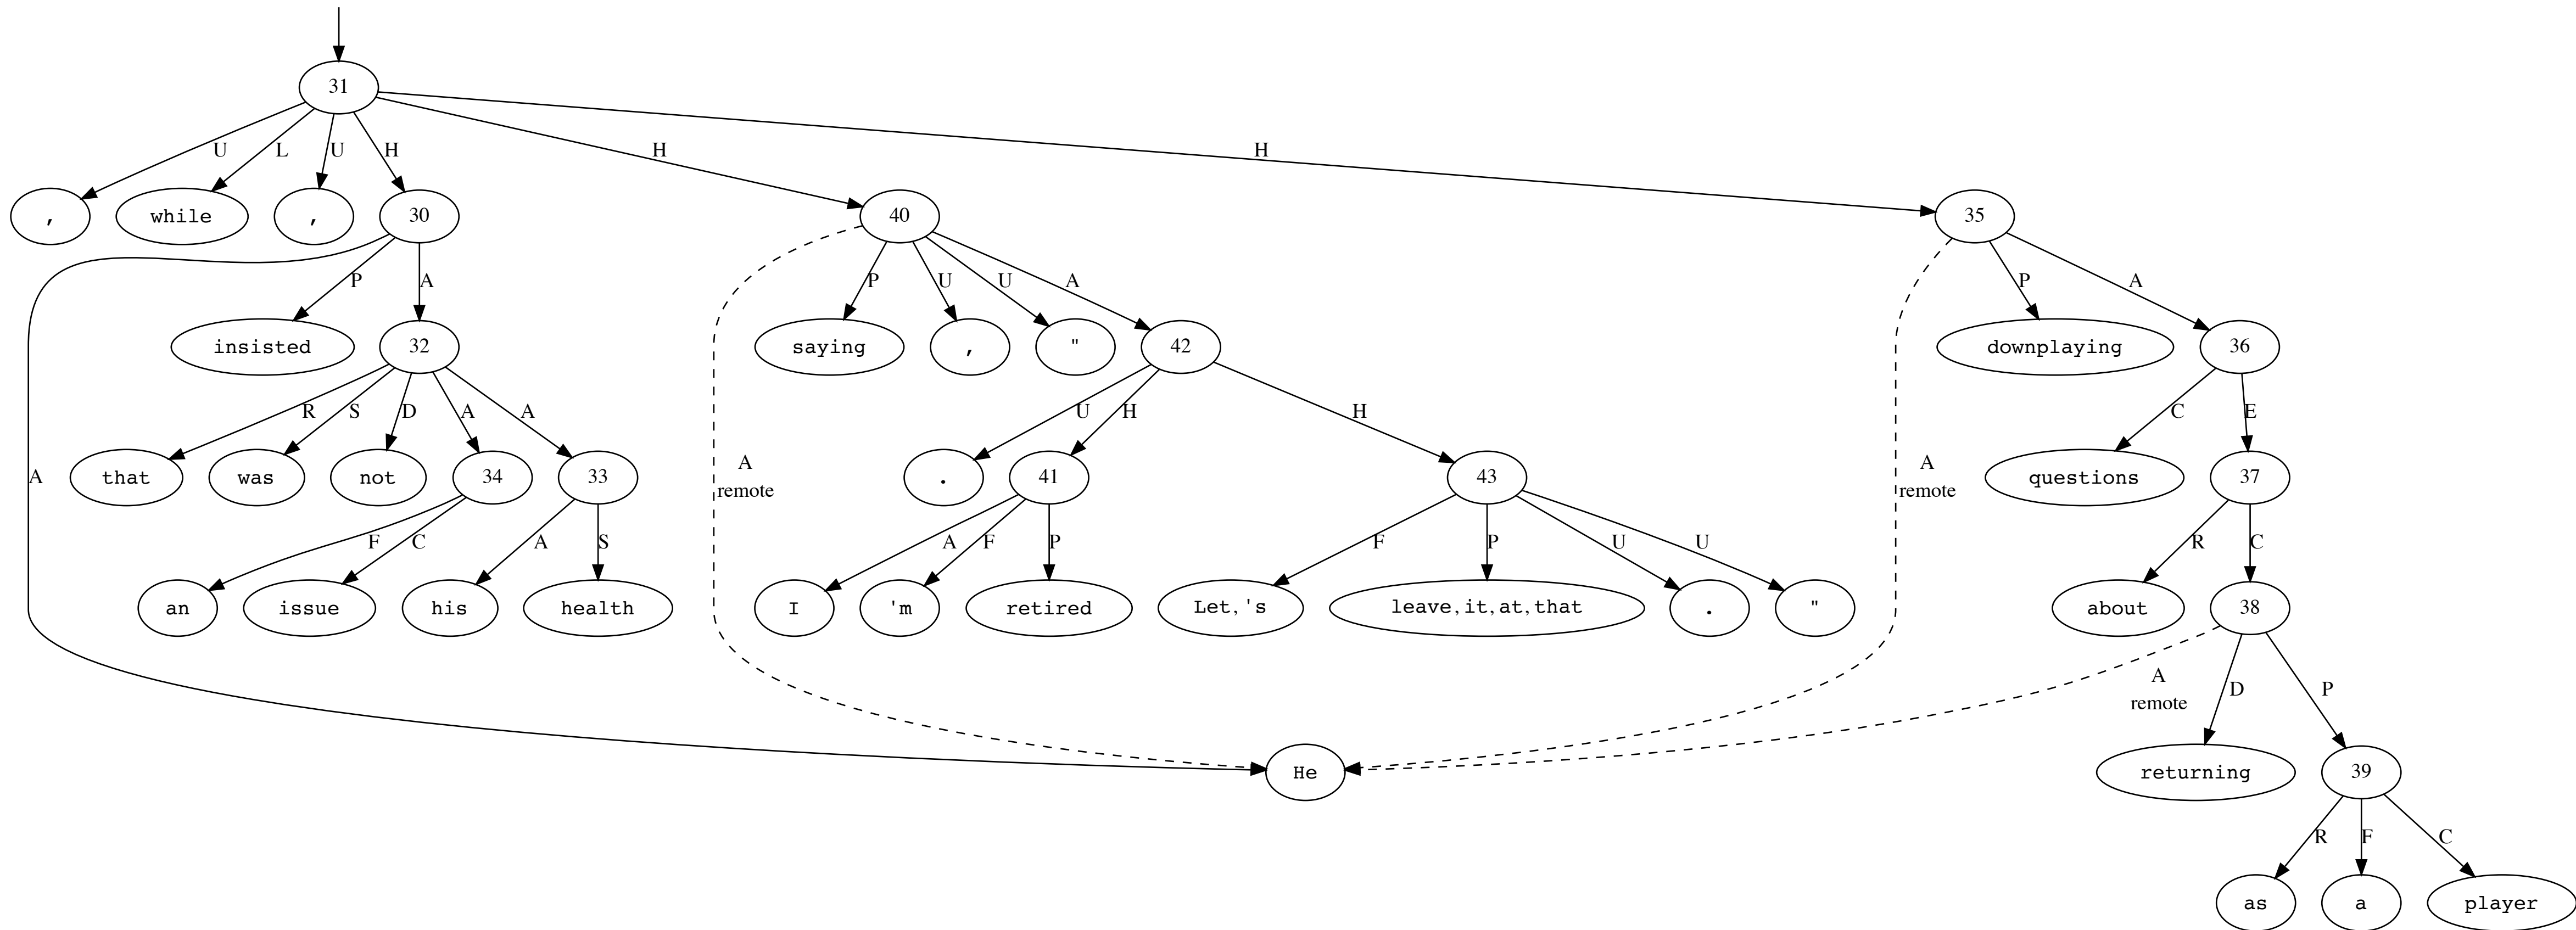 31
U L U H H H
, while , 30 40 35
P A P U U A P A
insisted 32 saying , " 42 downplaying 36
R S D A A U H H C E
A that was not 34 33 A remote . 41 43 A remote questions 37
F C A S A F P F P U U R C
an issue his health I 'm retired Let,'s leave,it,at,that . " about 38
A remote D P
He returning 39
R F C
as a player